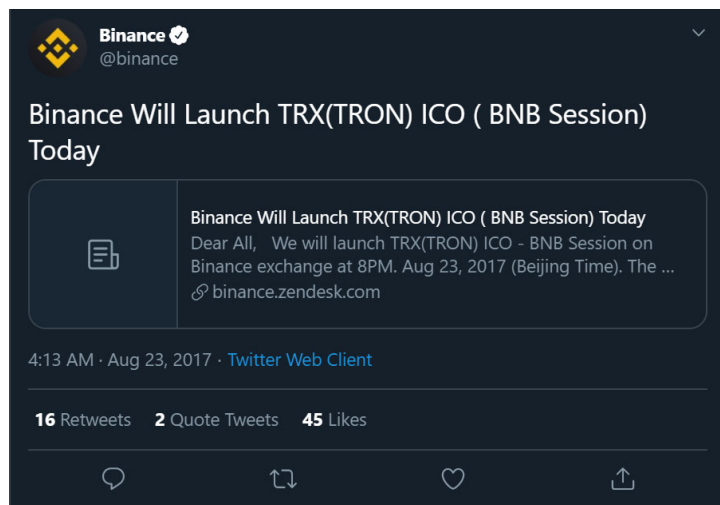 Binance
@binance
Binance Will Launch TRX(TRON) ICO ( BNB Session)
Today
Binance Will Launch TRX(TRON) ICO ( BNB Session) Today
Dear All,   We will launch TRX(TRON) ICO - BNB Session on
Binance exchange at 8PM. Aug 23, 2017 (Beijing Time). The ...
binance.zendesk.com
4:13 AM · Aug 23, 2017 · Twitter Web Client
16 Retweets 2 Quote Tweets 45 Likes